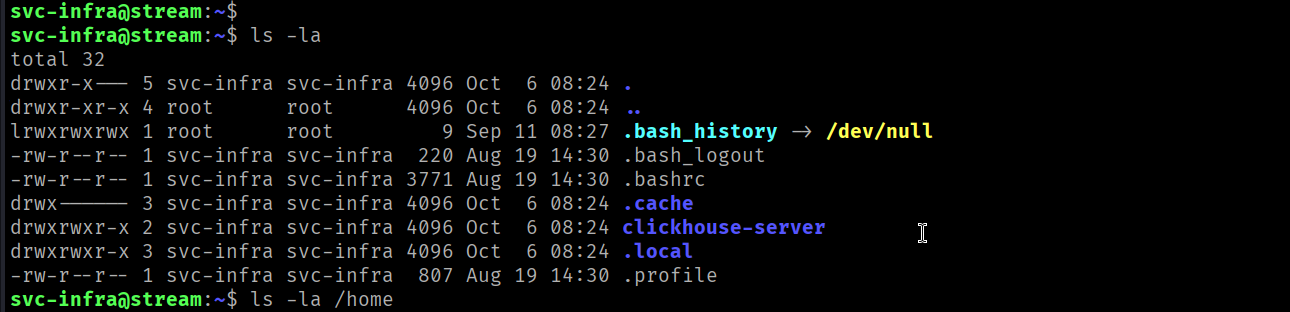 svc-infra@stream:~$
svc-infra@stream:~$ ls -la
total 32
drwxr-x--- 5 svc-infra svc-infra 4096 Oct  6 08:24 .
drwxr-xr-x 4 root      root      4096 Oct  6 08:24 ..
lrwxrwxrwx 1 root      root         9 Sep 11 08:27 .bash_history -> /dev/null
-rw-r--r-- 1 svc-infra svc-infra  220 Aug 19 14:30 .bash_logout
-rw-r--r-- 1 svc-infra svc-infra 3771 Aug 19 14:30 .bashrc
drwx------ 3 svc-infra svc-infra 4096 Oct  6 08:24 .cache
drwxrwxr-x 2 svc-infra svc-infra 4096 Oct  6 08:24 clickhouse-server
drwxrwxr-x 3 svc-infra svc-infra 4096 Oct  6 08:24 .local
-rw-r--r-- 1 svc-infra svc-infra  807 Aug 19 14:30 .profile
svc-infra@stream:~$ ls -la /home